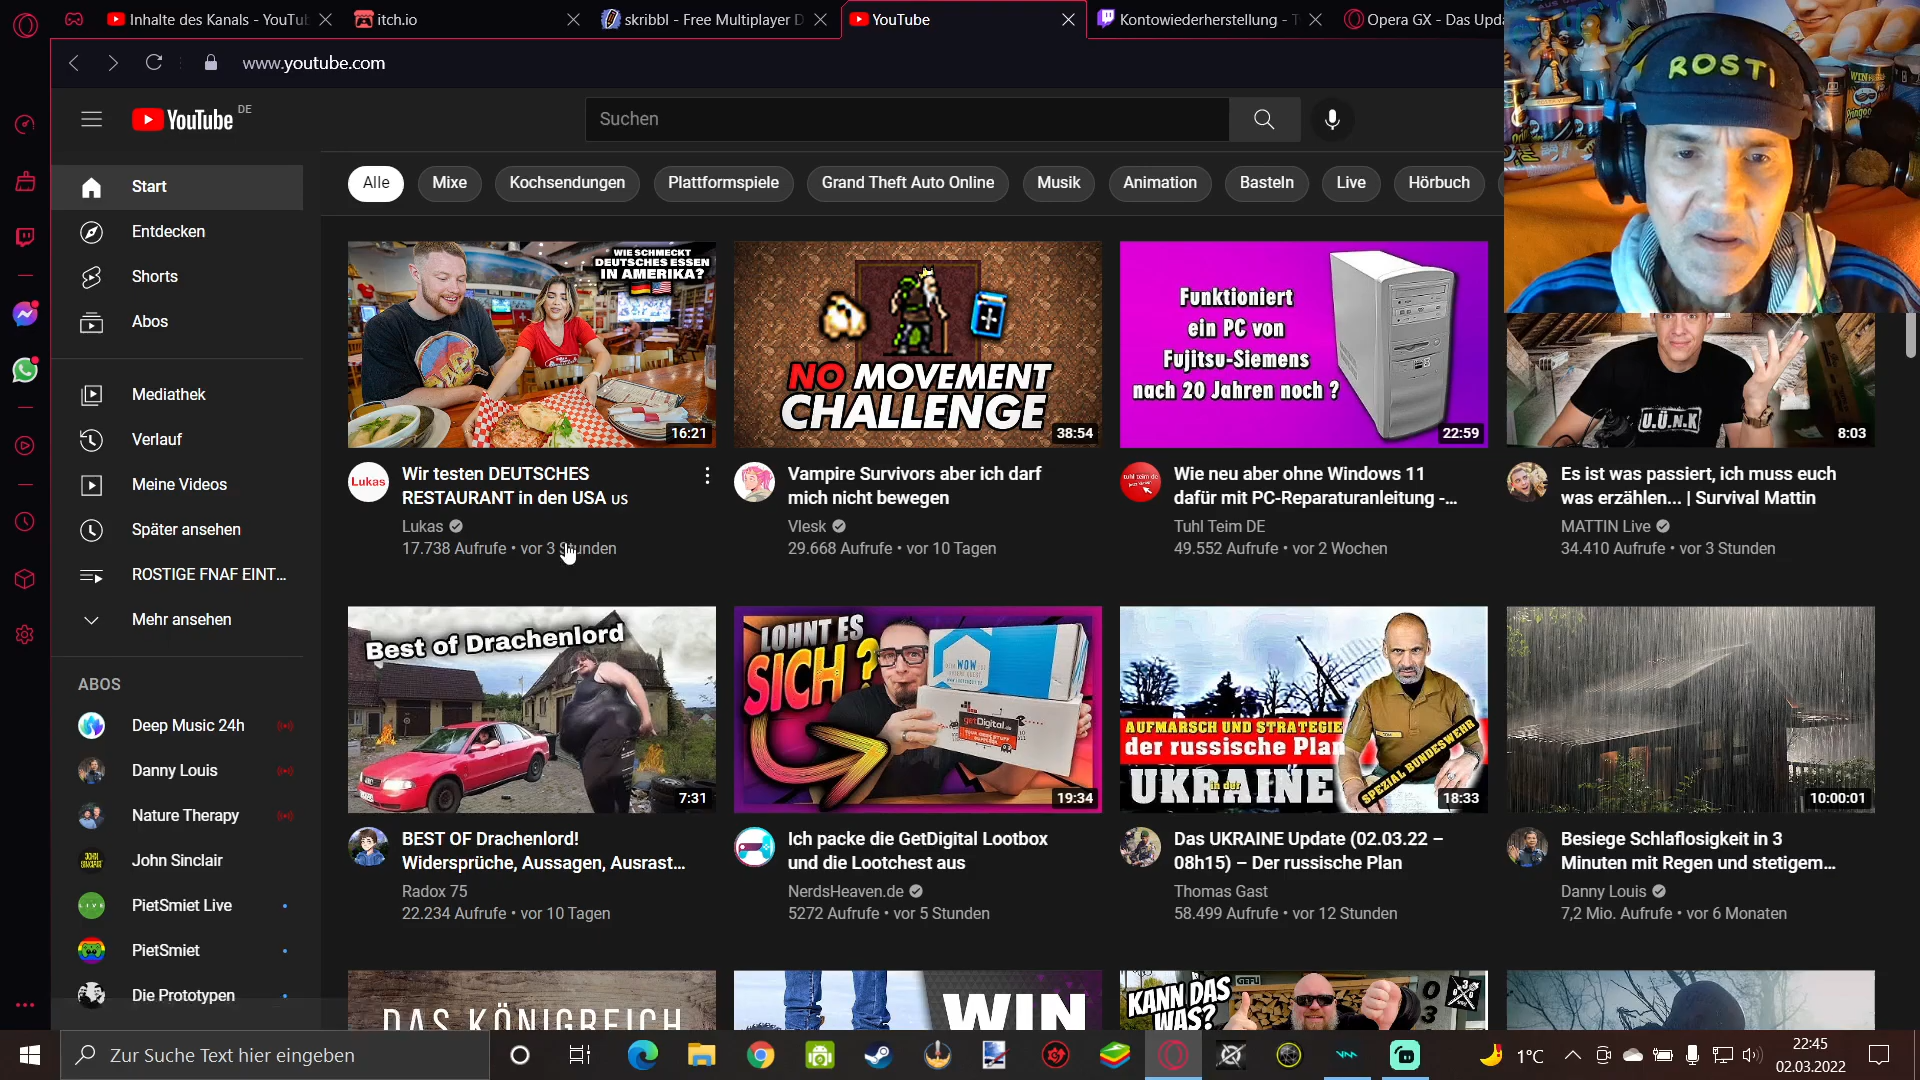 Inhalte des Kanals - YouTu
itch.io
skribbl - Free Multiplayer D
YouTube
Kontowiederherstellung - T
Opera GX - Das Upda
www.youtube.com
YouTube DE
Suchen
ROSTI
Alle
Mixe
Kochsendungen
Plattformspiele
Grand Theft Auto Online
Musik
Animation
Basteln
Live
Hörbuch
Start
Entdecken
Shorts
Abos
Mediathek
Verlauf
Meine Videos
Später ansehen
ROSTIGE FNAF EINT...
Mehr ansehen
ABOS
Deep Music 24h
Danny Louis
Nature Therapy
John Sinclair
PietSmiet Live
PietSmiet
Die Prototypen
WIE SCHMECKT
DEUTSCHES ESSEN
IN AMERIKA?
16:21
NO MOVEMENT
CHALLENGE
38:54
Funktioniert
ein PC von
Fujitsu-Siemens
nach 20 Jahren noch ?
22:59
U.Ü.N.K
8:03
Lukas
Wir testen DEUTSCHES
RESTAURANT in den USA us
Lukas
17.738 Aufrufe • vor 3 Stunden
Vampire Survivors aber ich darf
mich nicht bewegen
Vlesk
29.668 Aufrufe • vor 10 Tagen
Wie neu aber ohne Windows 11
dafür mit PC-Reparaturanleitung -...
Tuhl Teim DE
49.552 Aufrufe • vor 2 Wochen
Es ist was passiert, ich muss euch
was erzählen... | Survival Mattin
MATTIN Live
34.410 Aufrufe • vor 3 Stunden
Best of Drachenlord
7:31
LOHNT ES
SICH ?
WOW
getDigital
19:34
AUFMARSCH UND STRATEGIE
der russische Plan
in der
UKRAINE
SPEZIAL BUNDESWEHR
18:33
10:00:01
BEST OF Drachenlord!
Widersprüche, Aussagen, Ausrast...
Radox 75
22.234 Aufrufe • vor 10 Tagen
Ich packe die GetDigital Lootbox
und die Lootchest aus
NerdsHeaven.de
5272 Aufrufe • vor 5 Stunden
Das UKRAINE Update (02.03.22 –
08h15) – Der russische Plan
Thomas Gast
58.499 Aufrufe • vor 12 Stunden
Besiege Schlaflosigkeit in 3
Minuten mit Regen und stetigem...
Danny Louis
7,2 Mio. Aufrufe • vor 6 Monaten
DAS KÖNIGREICH
WIN
KANN DAS
WAS?
GEFU
Zur Suche Text hier eingeben
1°C
22:45
02.03.2022